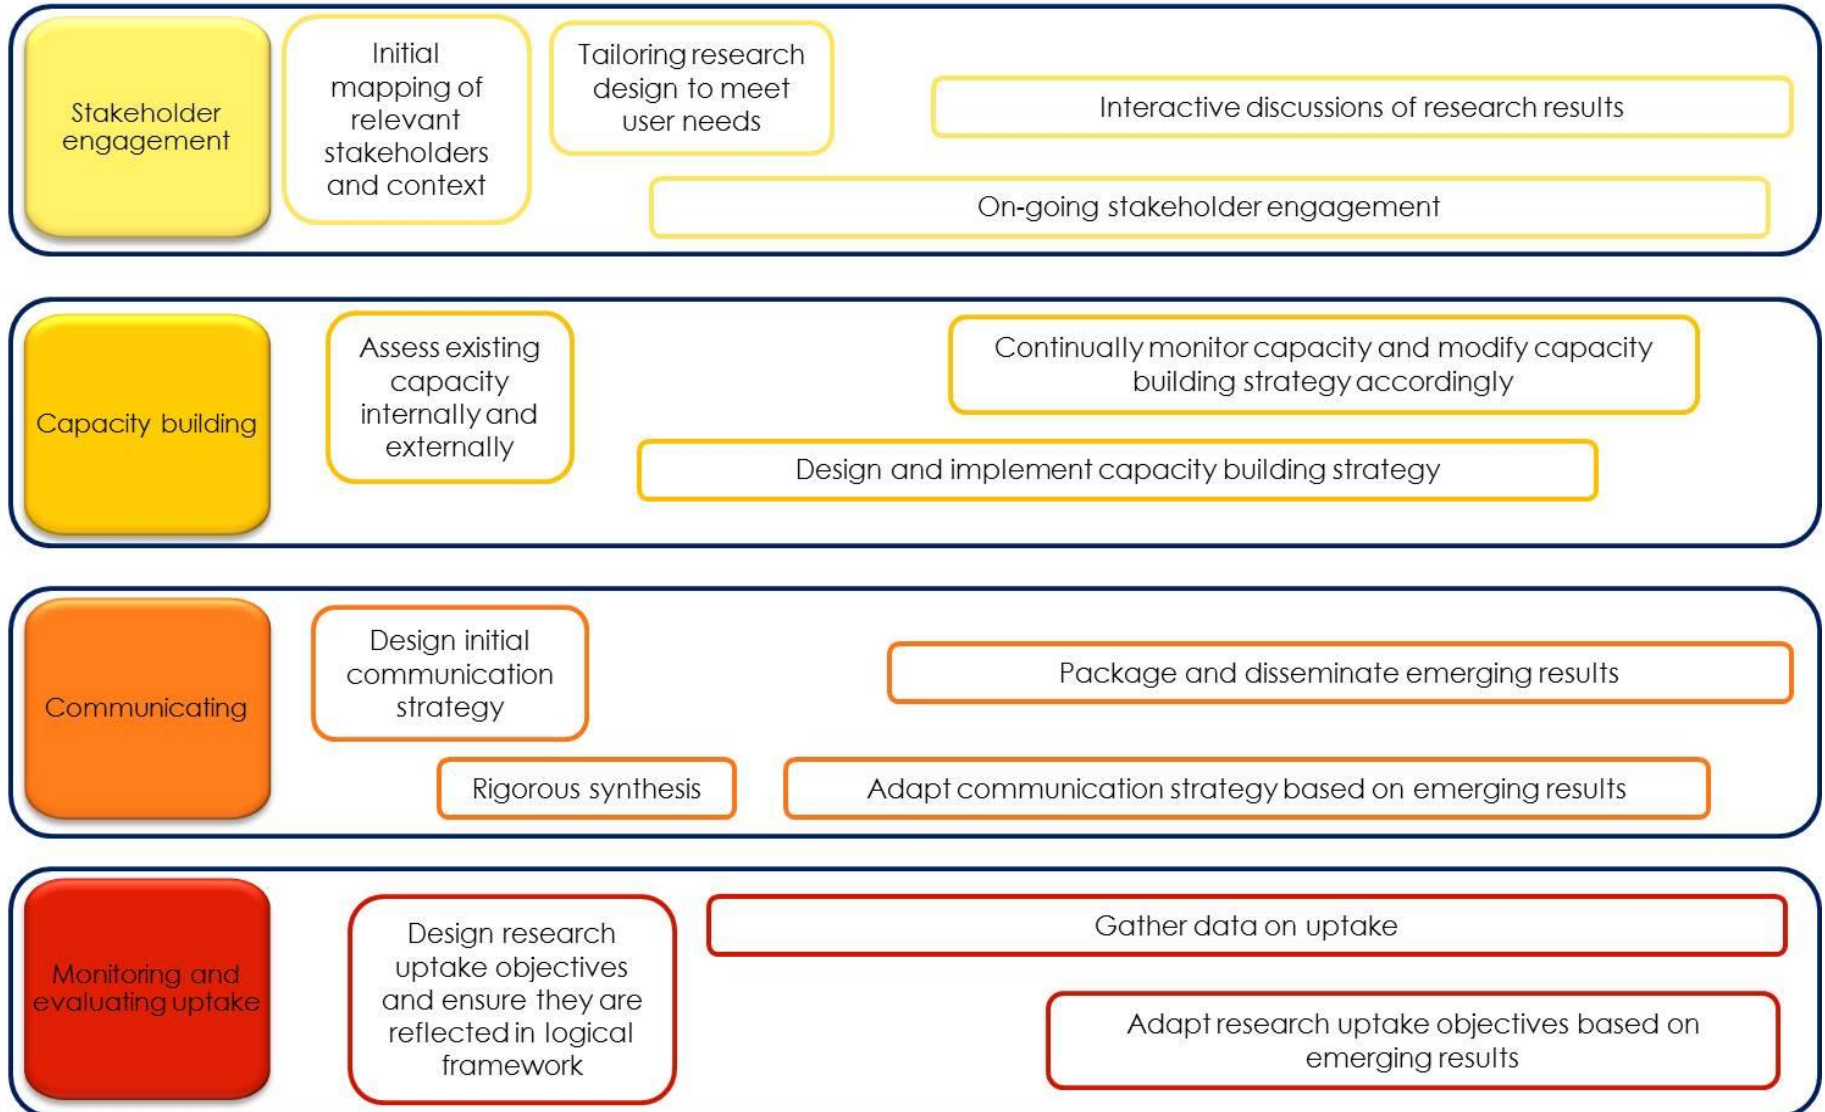 Stakeholder
engagement
Initial
mapping of
relevant
stakeholders
and context
Tailoring research
design to meet
user needs
Interactive discussions of research results
On-going stakeholder engagement
Capacity building
Assess existing
capacity
internally and
externally
Continually monitor capacity and modify capacity
building strategy accordingly
Design and implement capacity building strategy
Communicating
Design initial
communication
strategy
Package and disseminate emerging results
Rigorous synthesis
Adapt communication strategy based on emerging results
Monitoring and
evaluating uptake
Design research
uptake objectives
and ensure they are
reflected in logical
framework
Gather data on uptake
Adapt research uptake objectives based on
emerging results